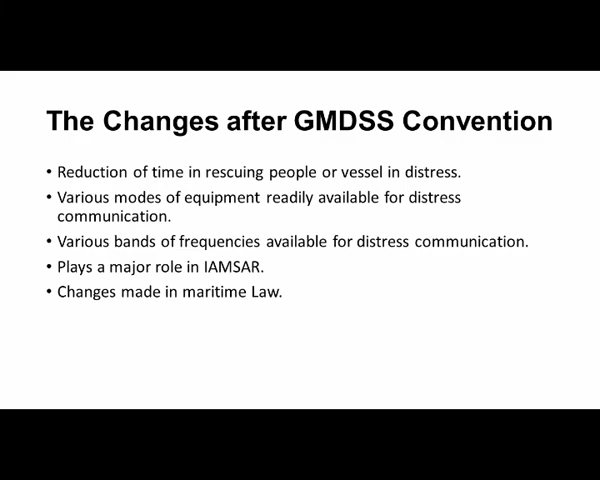 The Changes after GMDSS Convention
• Reduction of time in rescuing people or vessel in distress.
• Various modes of equipment readily available for distress
communication.
• Various bands of frequencies available for distress communication.
• Plays a major role in IAMSAR.
• Changes made in maritime Law.